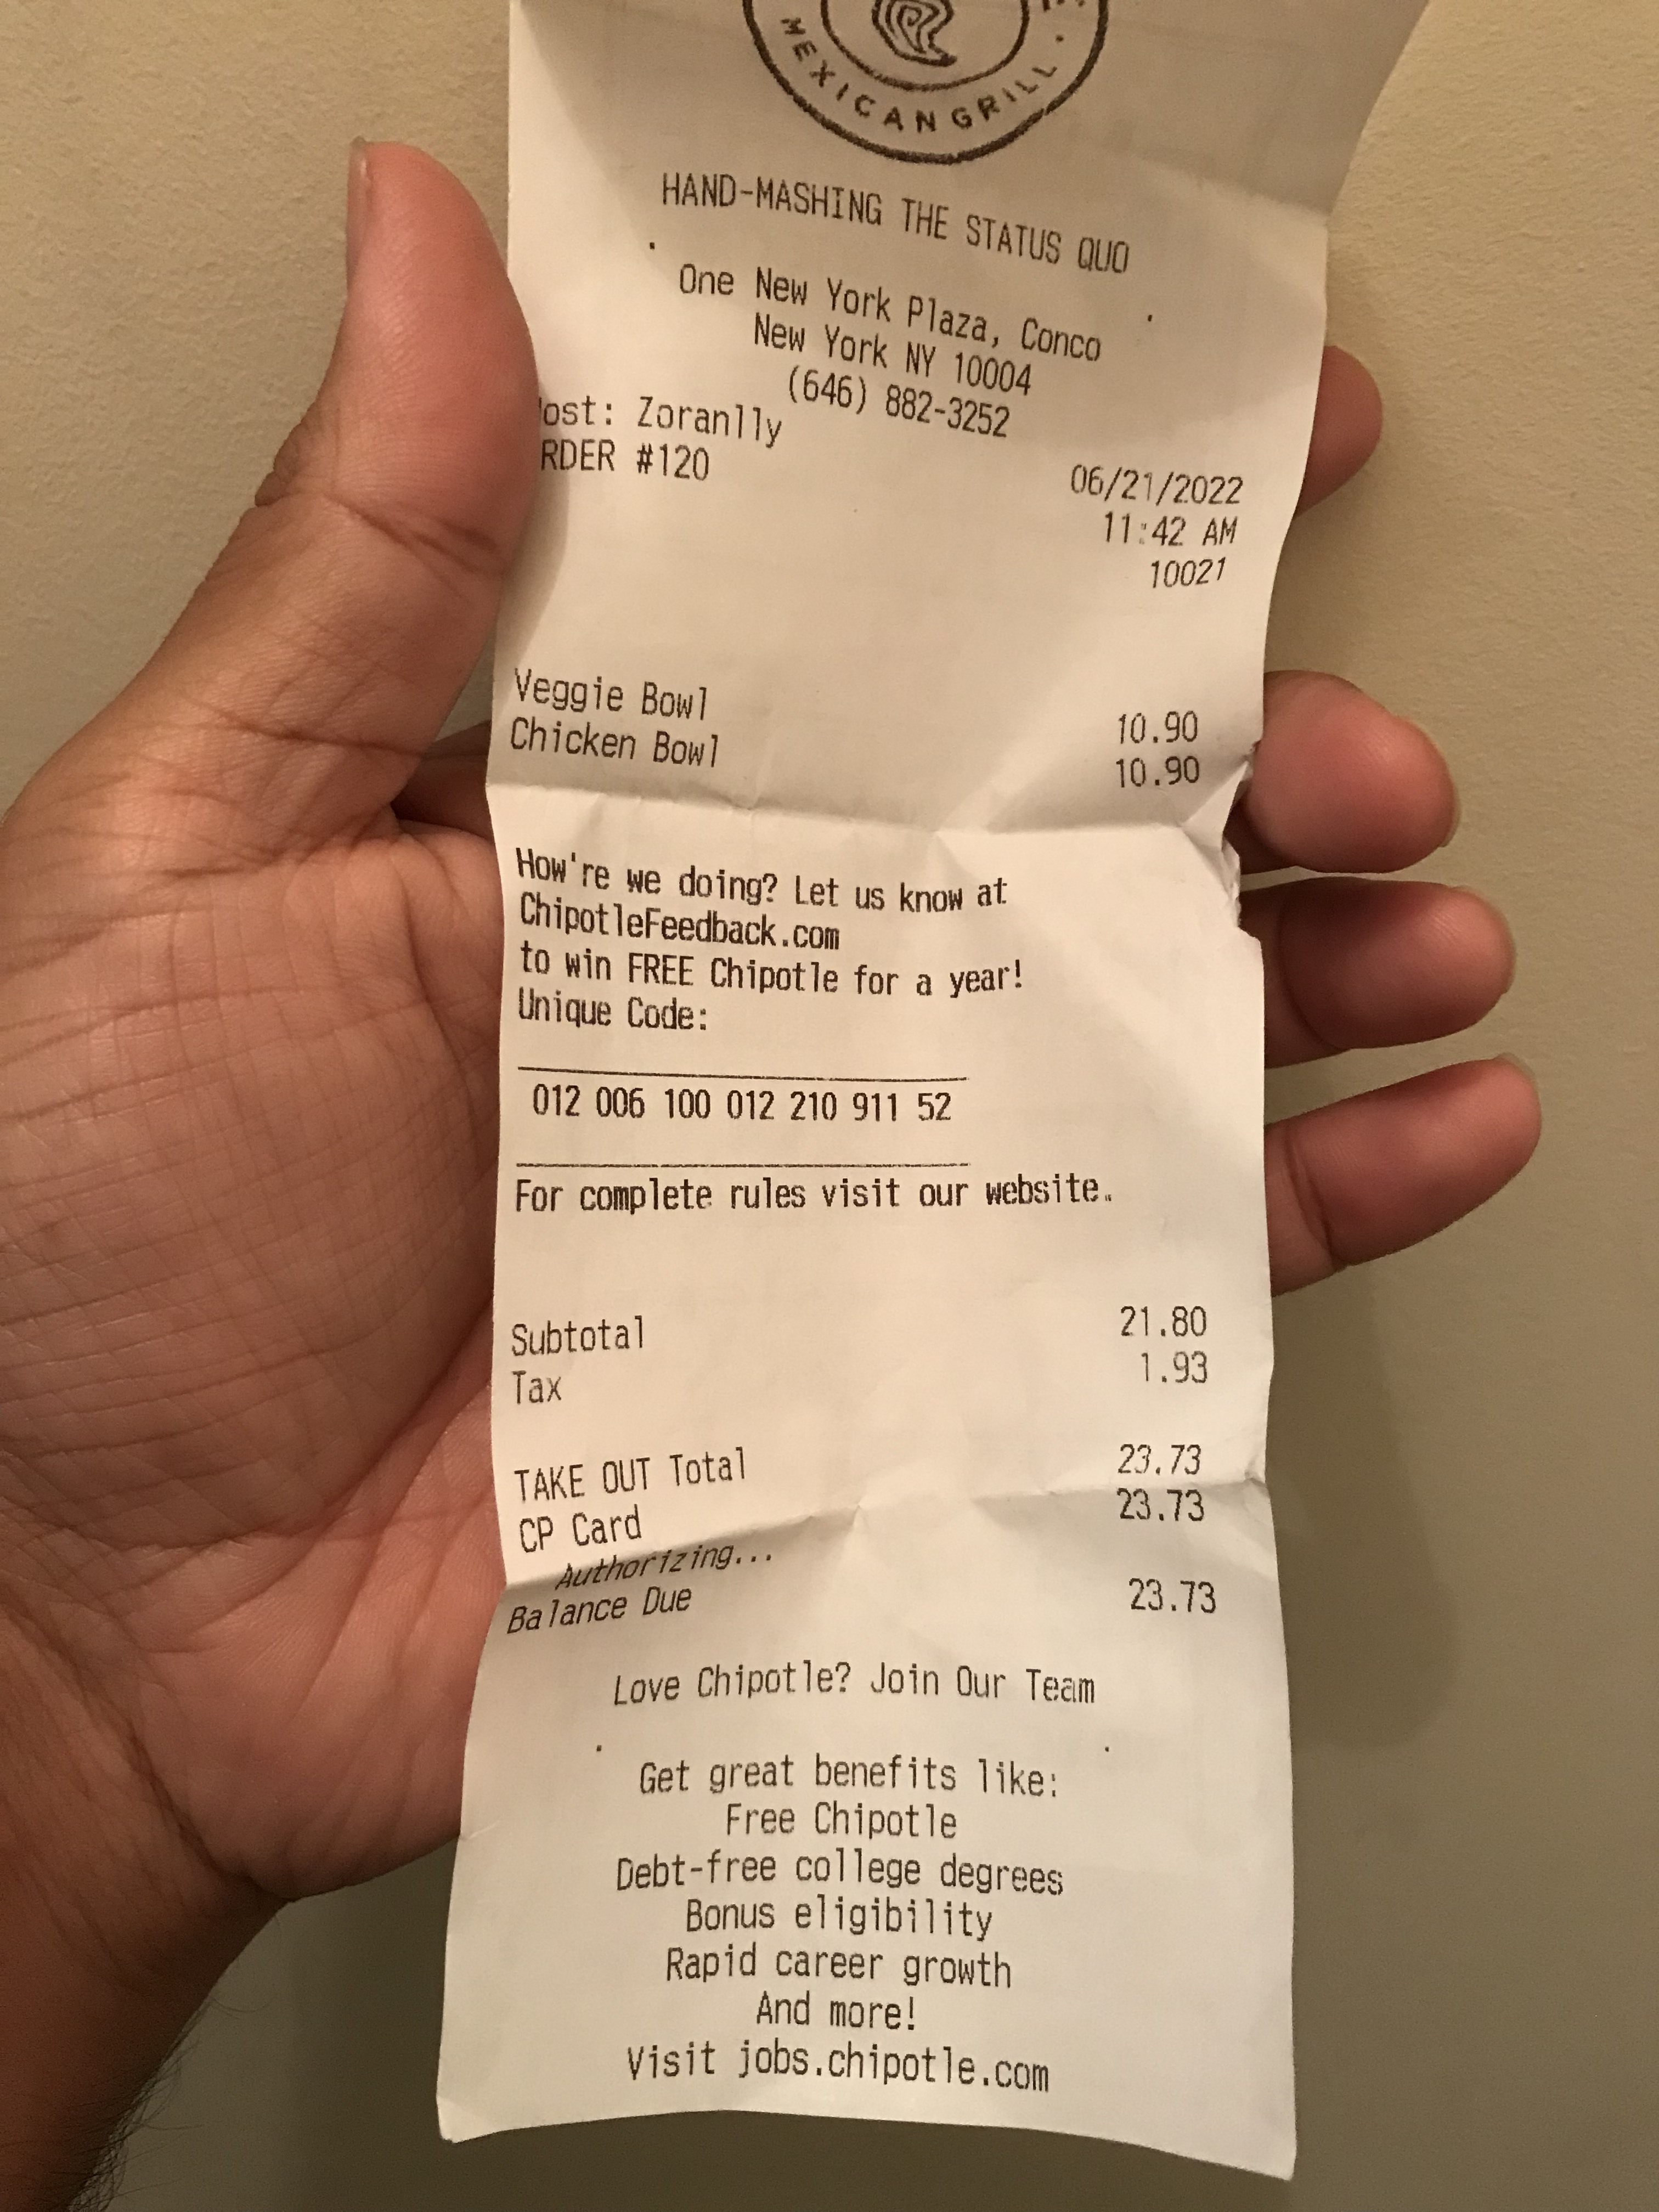 MEXICAN GRILL
HAND-MASHING THE STATUS QUO
One New York Plaza, Conco
New York NY 10004
(646) 882-3252
ost: Zoranlly
RDER #120
06/21/2022
11:42 AM
10021
Veggie Bowl 10.90
Chicken Bowl 10.90
How're we doing? Let us know at
ChipotleFeedback.com
to win FREE Chipotle for a year!
Unique Code:
012 006 100 012 210 911 52
For complete rules visit our website.
Subtotal 21.80
Tax 1.93
TAKE OUT Total 23.73
CP Card 23.73
Authorizing...
Balance Due 23.73
Love Chipotle? Join Our Team
Get great benefits like:
Free Chipotle
Debt-free college degrees
Bonus eligibility
Rapid career growth
And more!
Visit jobs.chipotle.com